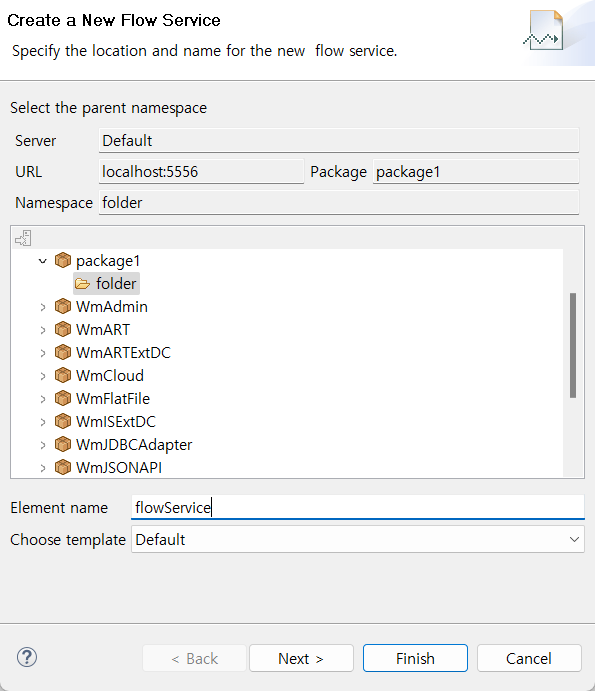 Create a New Flow Service
Specify the location and name for the new  flow service.
Select the parent namespace
Server Default
URL localhost:5556 Package package1
Namespace folder
package1
folder
WmAdmin
WmART
WmARTExtDC
WmCloud
WmFlatFile
WmISExtDC
WmJDBCAdapter
WmJSONAPI
Element name flowService
Choose template Default
? < Back Next > Finish Cancel